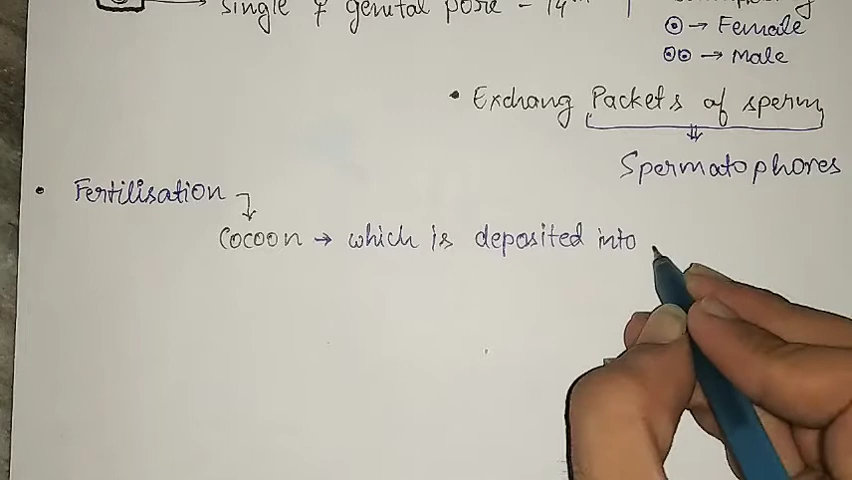 single ♀ genital pore - 14th
⊙ → Female
⊙⊙ → Male
• Exchang Packets of sperm
Spermatophores
• Fertilisation
Cocoon → which is deposited into